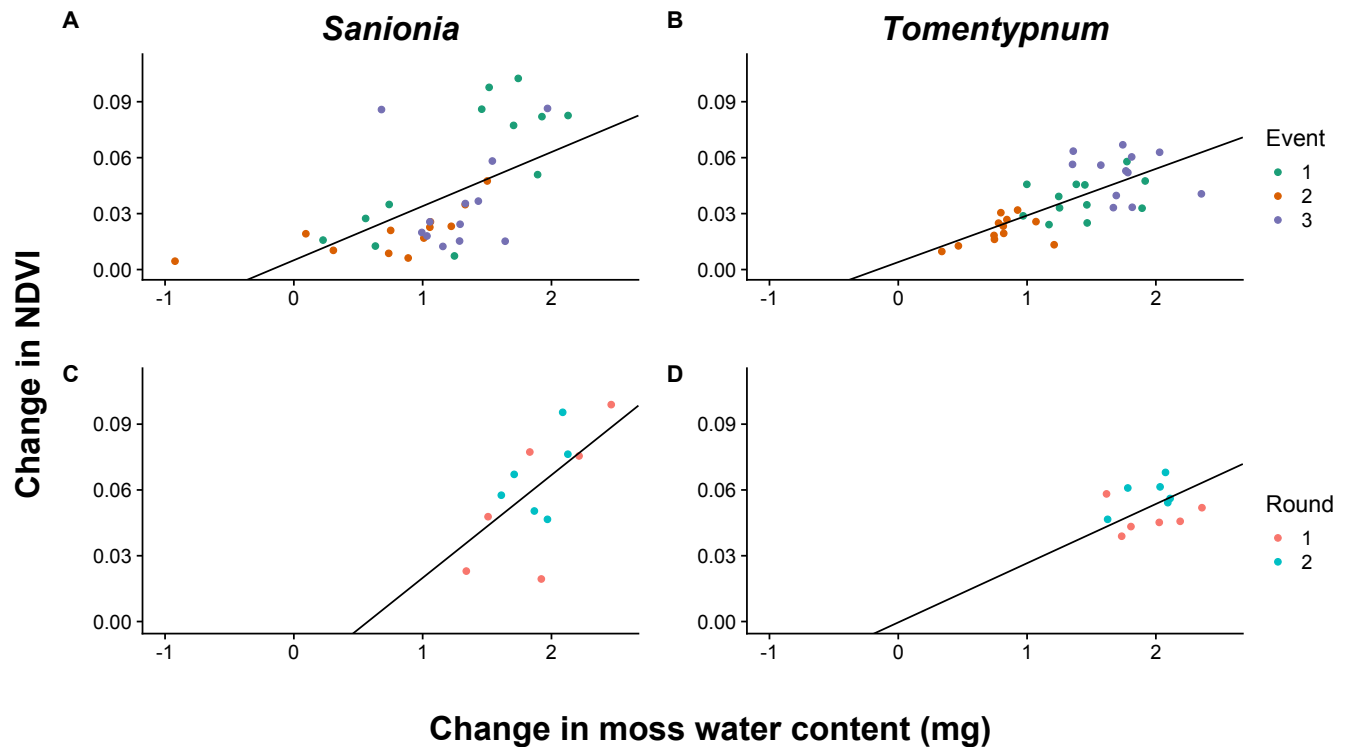 A
Sanionia
B
Tomentypnum
Change in NDVI
0.09
0.06
0.03
0.00
-1 0 1 2
0.09
0.06
0.03
0.00
-1 0 1 2
Event
1
2
3
C
D
0.09
0.06
0.03
0.00
-1 0 1 2
0.09
0.06
0.03
0.00
-1 0 1 2
Round
1
2
Change in moss water content (mg)